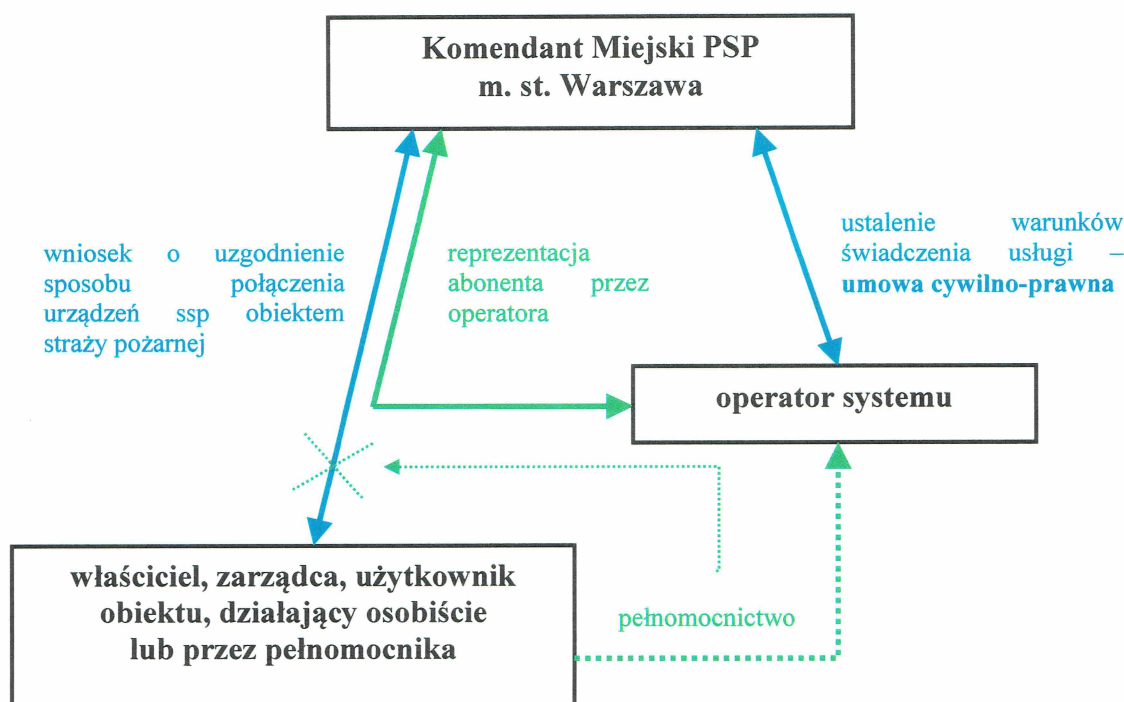 Komendant Miejski PSP
m. st. Warszawa
wniosek o uzgodnienie
sposobu połączenia
urządzeń ssp obiektem
straży pożarnej
reprezentacja
abonenta przez
operatora
ustalenie warunków
świadczenia usługi –
umowa cywilno-prawna
operator systemu
właściciel, zarządca, użytkownik
obiektu, działający osobiście
lub przez pełnomocnika
pełnomocnictwo